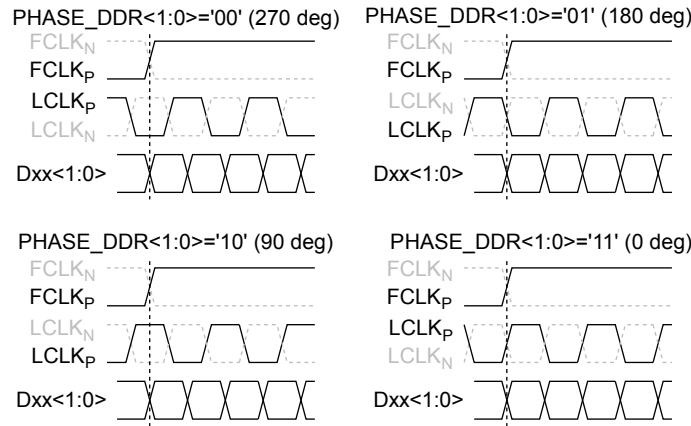 PHASE_DDR<1:0>='00' (270 deg)
FCLKN
FCLKP
LCLKP
LCLKN
Dxx<1:0>
PHASE_DDR<1:0>='01' (180 deg)
FCLKN
FCLKP
LCLKN
LCLKP
Dxx<1:0>
PHASE_DDR<1:0>='10' (90 deg)
FCLKN
FCLKP
LCLKN
LCLKP
Dxx<1:0>
PHASE_DDR<1:0>='11' (0 deg)
FCLKN
FCLKP
LCLKP
LCLKN
Dxx<1:0>